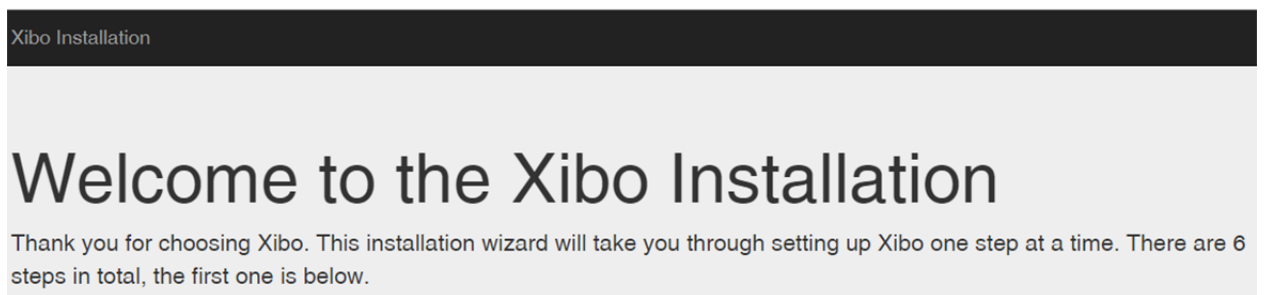 Xibo Installation
Welcome to the Xibo Installation
Thank you for choosing Xibo. This installation wizard will take you through setting up Xibo one step at a time. There are 6
steps in total, the first one is below.